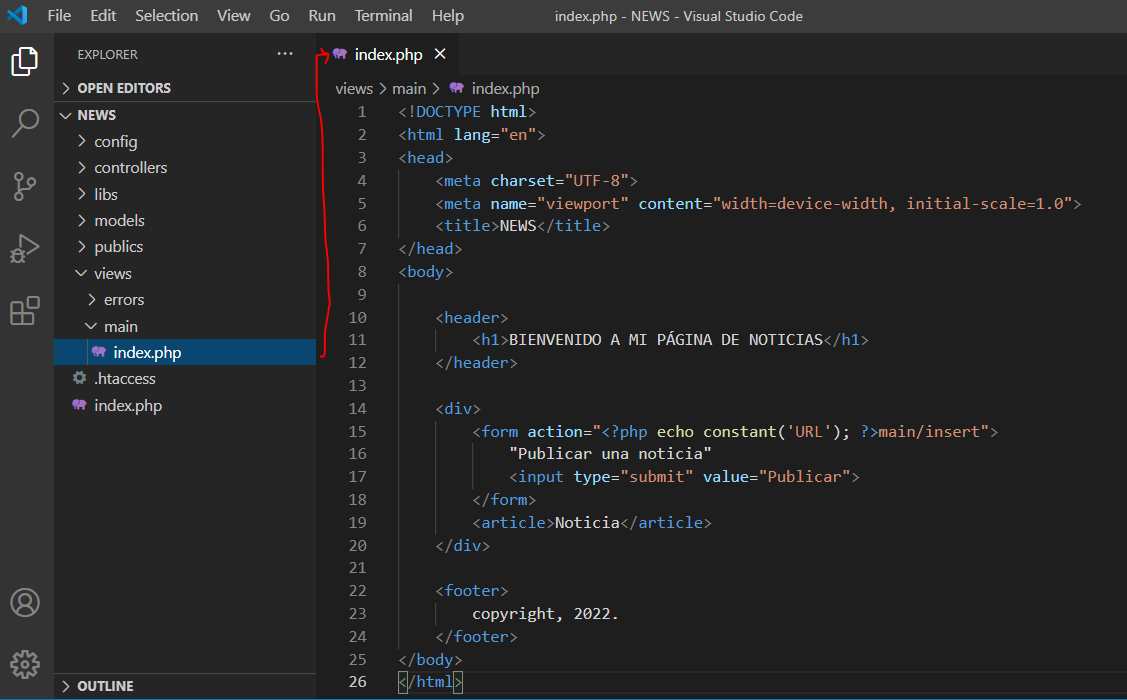 File Edit Selection View Go Run Terminal Help index.php - NEWS - Visual Studio Code
EXPLORER ···
OPEN EDITORS
NEWS
config
controllers
libs
models
publics
views
errors
main
index.php
.htaccess
index.php
OUTLINE
index.php
views > main > index.php
1 <!DOCTYPE html>
2 <html lang="en">
3 <head>
4 <meta charset="UTF-8">
5 <meta name="viewport" content="width=device-width, initial-scale=1.0">
6 <title>NEWS</title>
7 </head>
8 <body>
9
10 <header>
11 <h1>BIENVENIDO A MI PÁGINA DE NOTICIAS</h1>
12 </header>
13
14 <div>
15 <form action="<?php echo constant('URL'); ?>main/insert">
16 "Publicar una noticia"
17 <input type="submit" value="Publicar">
18 </form>
19 <article>Noticia</article>
20 </div>
21
22 <footer>
23 copyright, 2022.
24 </footer>
25 </body>
26 </html>